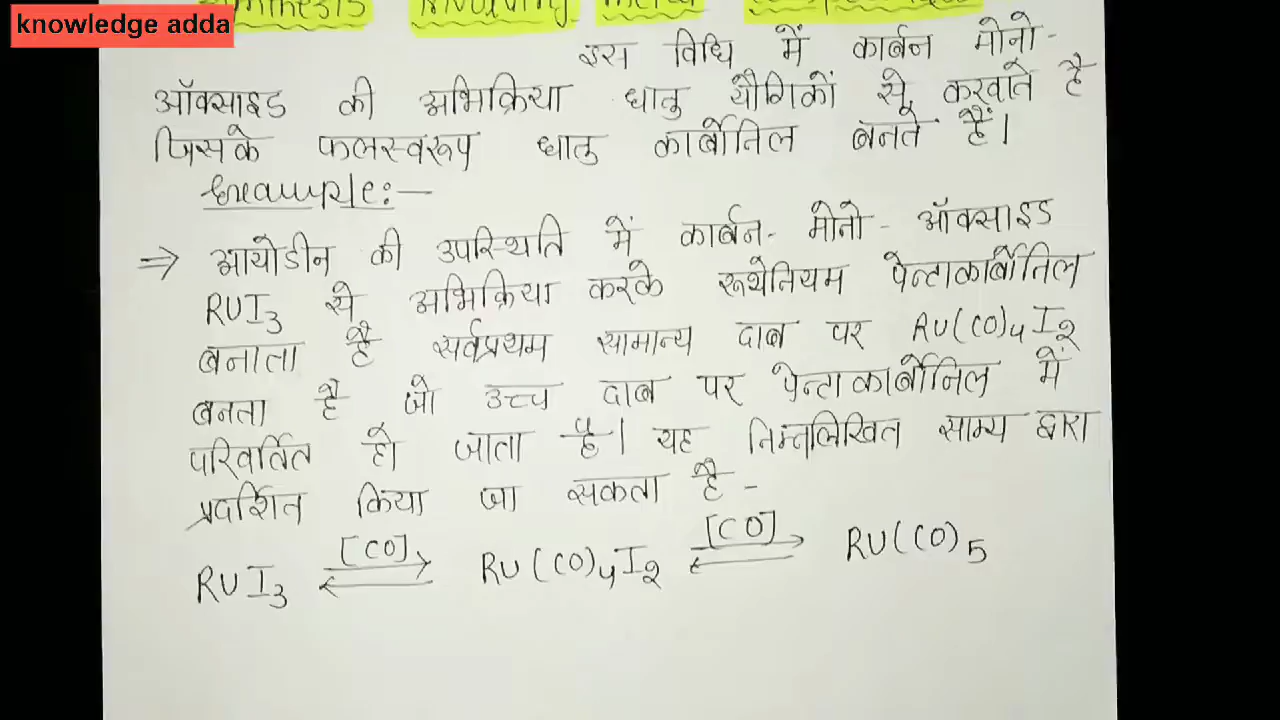 knowledge adda
इस विधि में कार्बन मोनो-
ऑक्साइड की अभिक्रिया धातु यौगिकों से करवाते है
जिसके फलस्वरूप धातु कार्बोनिल बनते हैं।
Example:—
⇒ आयोडीन की उपस्थिति में कार्बन- मोनो- ऑक्साइड
RUI3 से अभिक्रिया करके रूथेनियम पेन्टाकार्बोनिल
बनाता है सर्वप्रथम सामान्य दाब पर RU(CO)4I2
बनता है जो उच्च दाब पर पेन्टाकार्बोनिल में
परिवर्तित हो जाता है। यह निम्नलिखित साम्य द्वारा
प्रदर्शित किया जा सकता है -
RUI3 ⇌[CO] RU(CO)4I2 ⇌[CO] RU(CO)5